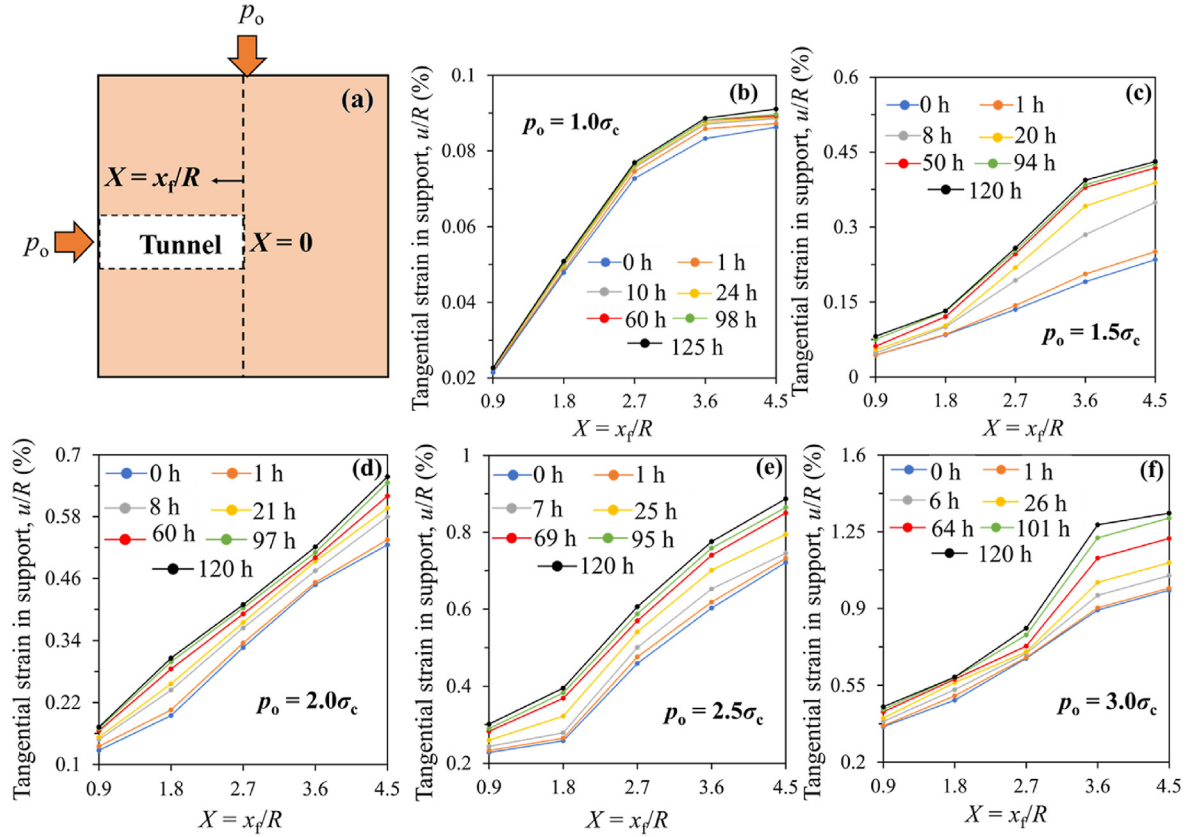 pₒ
(a)
X = x_f/R
pₒ
Tunnel
X = 0
Tangential strain in support, u/R (%)
0.1
0.08
0.06
0.04
0.02
(b)
pₒ = 1.0σ_c
0 h
1 h
10 h
24 h
60 h
98 h
125 h
0.9 1.8 2.7 3.6 4.5
X = x_f/R
Tangential strain in support, u/R (%)
0.6
0.45
0.3
0.15
0
(c)
0 h
1 h
8 h
20 h
50 h
94 h
120 h
pₒ = 1.5σ_c
0.9 1.8 2.7 3.6 4.5
X = x_f/R
Tangential strain in support, u/R (%)
0.7
0.58
0.46
0.34
0.22
0.1
(d)
0 h
1 h
8 h
21 h
60 h
97 h
120 h
pₒ = 2.0σ_c
0.9 1.8 2.7 3.6 4.5
X = x_f/R
Tangential strain in support, u/R (%)
1
0.8
0.6
0.4
0.2
(e)
0 h
1 h
7 h
25 h
69 h
95 h
120 h
pₒ = 2.5σ_c
0.9 1.8 2.7 3.6 4.5
X = x_f/R
Tangential strain in support, u/R (%)
1.6
1.25
0.9
0.55
0.2
(f)
0 h
1 h
6 h
26 h
64 h
101 h
120 h
pₒ = 3.0σ_c
0.9 1.8 2.7 3.6 4.5
X = x_f/R